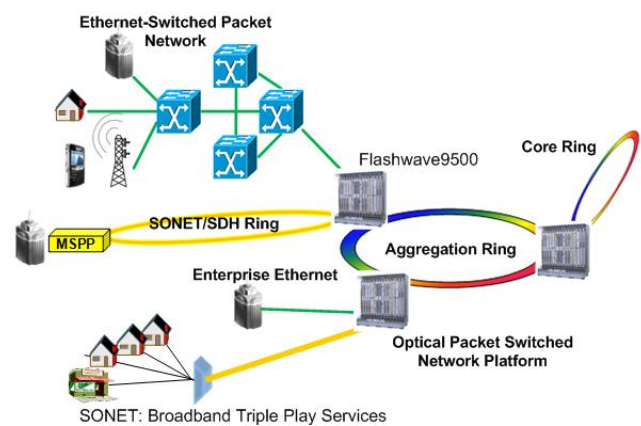 Ethernet-Switched Packet
Network
Flashwave9500
Core Ring
SONET/SDH Ring
MSPP
Aggregation Ring
Enterprise Ethernet
Optical Packet Switched
Network Platform
SONET: Broadband Triple Play Services